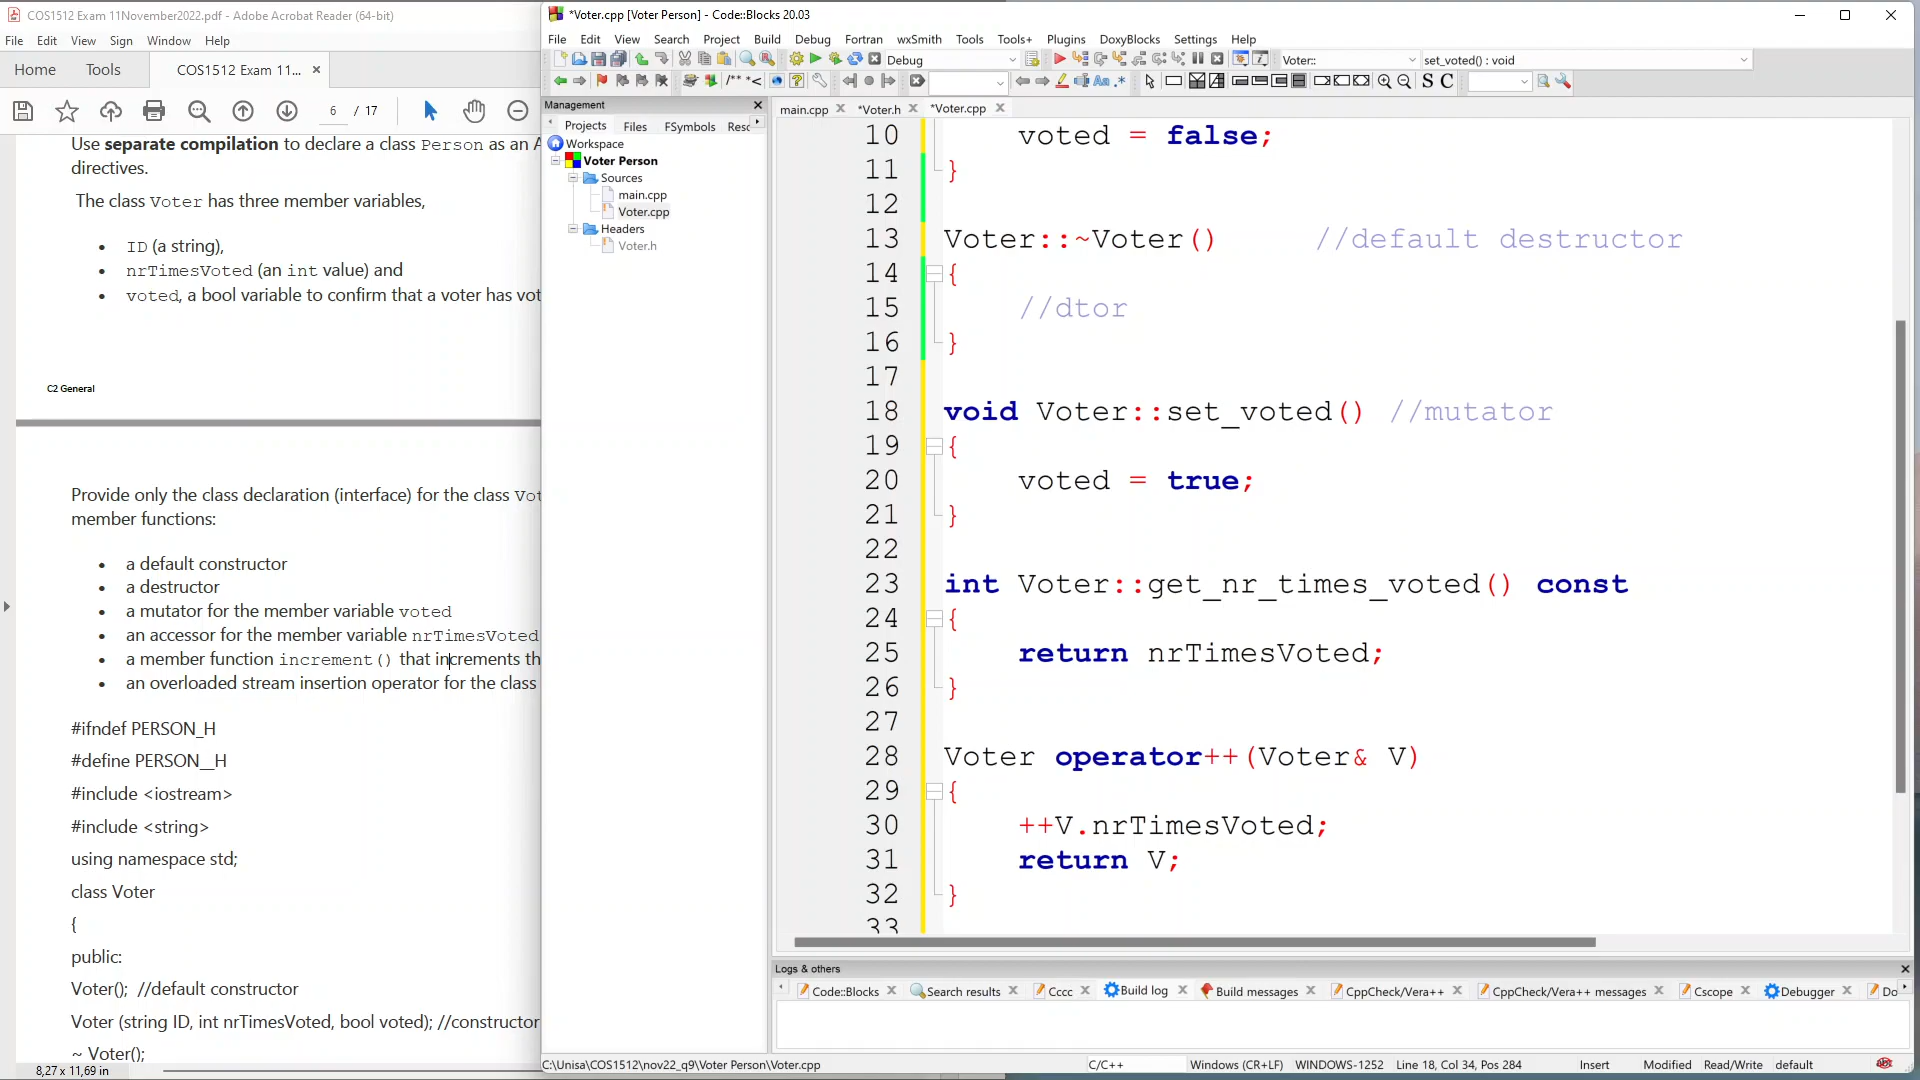 COS1512 Exam 11November2022.pdf - Adobe Acrobat Reader (64-bit)
File Edit View Sign Window Help
Home Tools COS1512 Exam 11... ×
6 / 17
Use separate compilation to declare a class Person as an A
directives.
The class Voter has three member variables,
• ID (a string),
• nrTimesVoted (an int value) and
• voted, a bool variable to confirm that a voter has vot
C2 General
Provide only the class declaration (interface) for the class Vot
member functions:
• a default constructor
• a destructor
• a mutator for the member variable voted
• an accessor for the member variable nrTimesVoted
• a member function increment() that increments th
• an overloaded stream insertion operator for the class
#ifndef PERSON_H
#define PERSON__H
#include <iostream>
#include <string>
using namespace std;
class Voter
{
public:
Voter(); //default constructor
Voter (string ID, int nrTimesVoted, bool voted); //constructor
~ Voter();
8,27 x 11,69 in
*Voter.cpp [Voter Person] - Code::Blocks 20.03
File Edit View Search Project Build Debug Fortran wxSmith Tools Tools+ Plugins DoxyBlocks Settings Help
Debug
Voter::
set_voted() : void
/** *<
Aa .*
S C
Management
Projects Files FSymbols Resc
Workspace
Voter Person
Sources
main.cpp
Voter.cpp
Headers
Voter.h
main.cpp *Voter.h *Voter.cpp
10 voted = false;
11 }
12
13 Voter::~Voter() //default destructor
14 {
15 //dtor
16 }
17
18 void Voter::set_voted() //mutator
19 {
20 voted = true;
21 }
22
23 int Voter::get_nr_times_voted() const
24 {
25 return nrTimesVoted;
26 }
27
28 Voter operator++(Voter& V)
29 {
30 ++V.nrTimesVoted;
31 return V;
32 }
33
Logs & others
Code::Blocks Search results Cccc Build log Build messages CppCheck/Vera++ CppCheck/Vera++ messages Cscope Debugger Do
C:\Unisa\COS1512\nov22_q9\Voter Person\Voter.cpp C/C++ Windows (CR+LF) WINDOWS-1252 Line 18, Col 34, Pos 284 Insert Modified Read/Write default